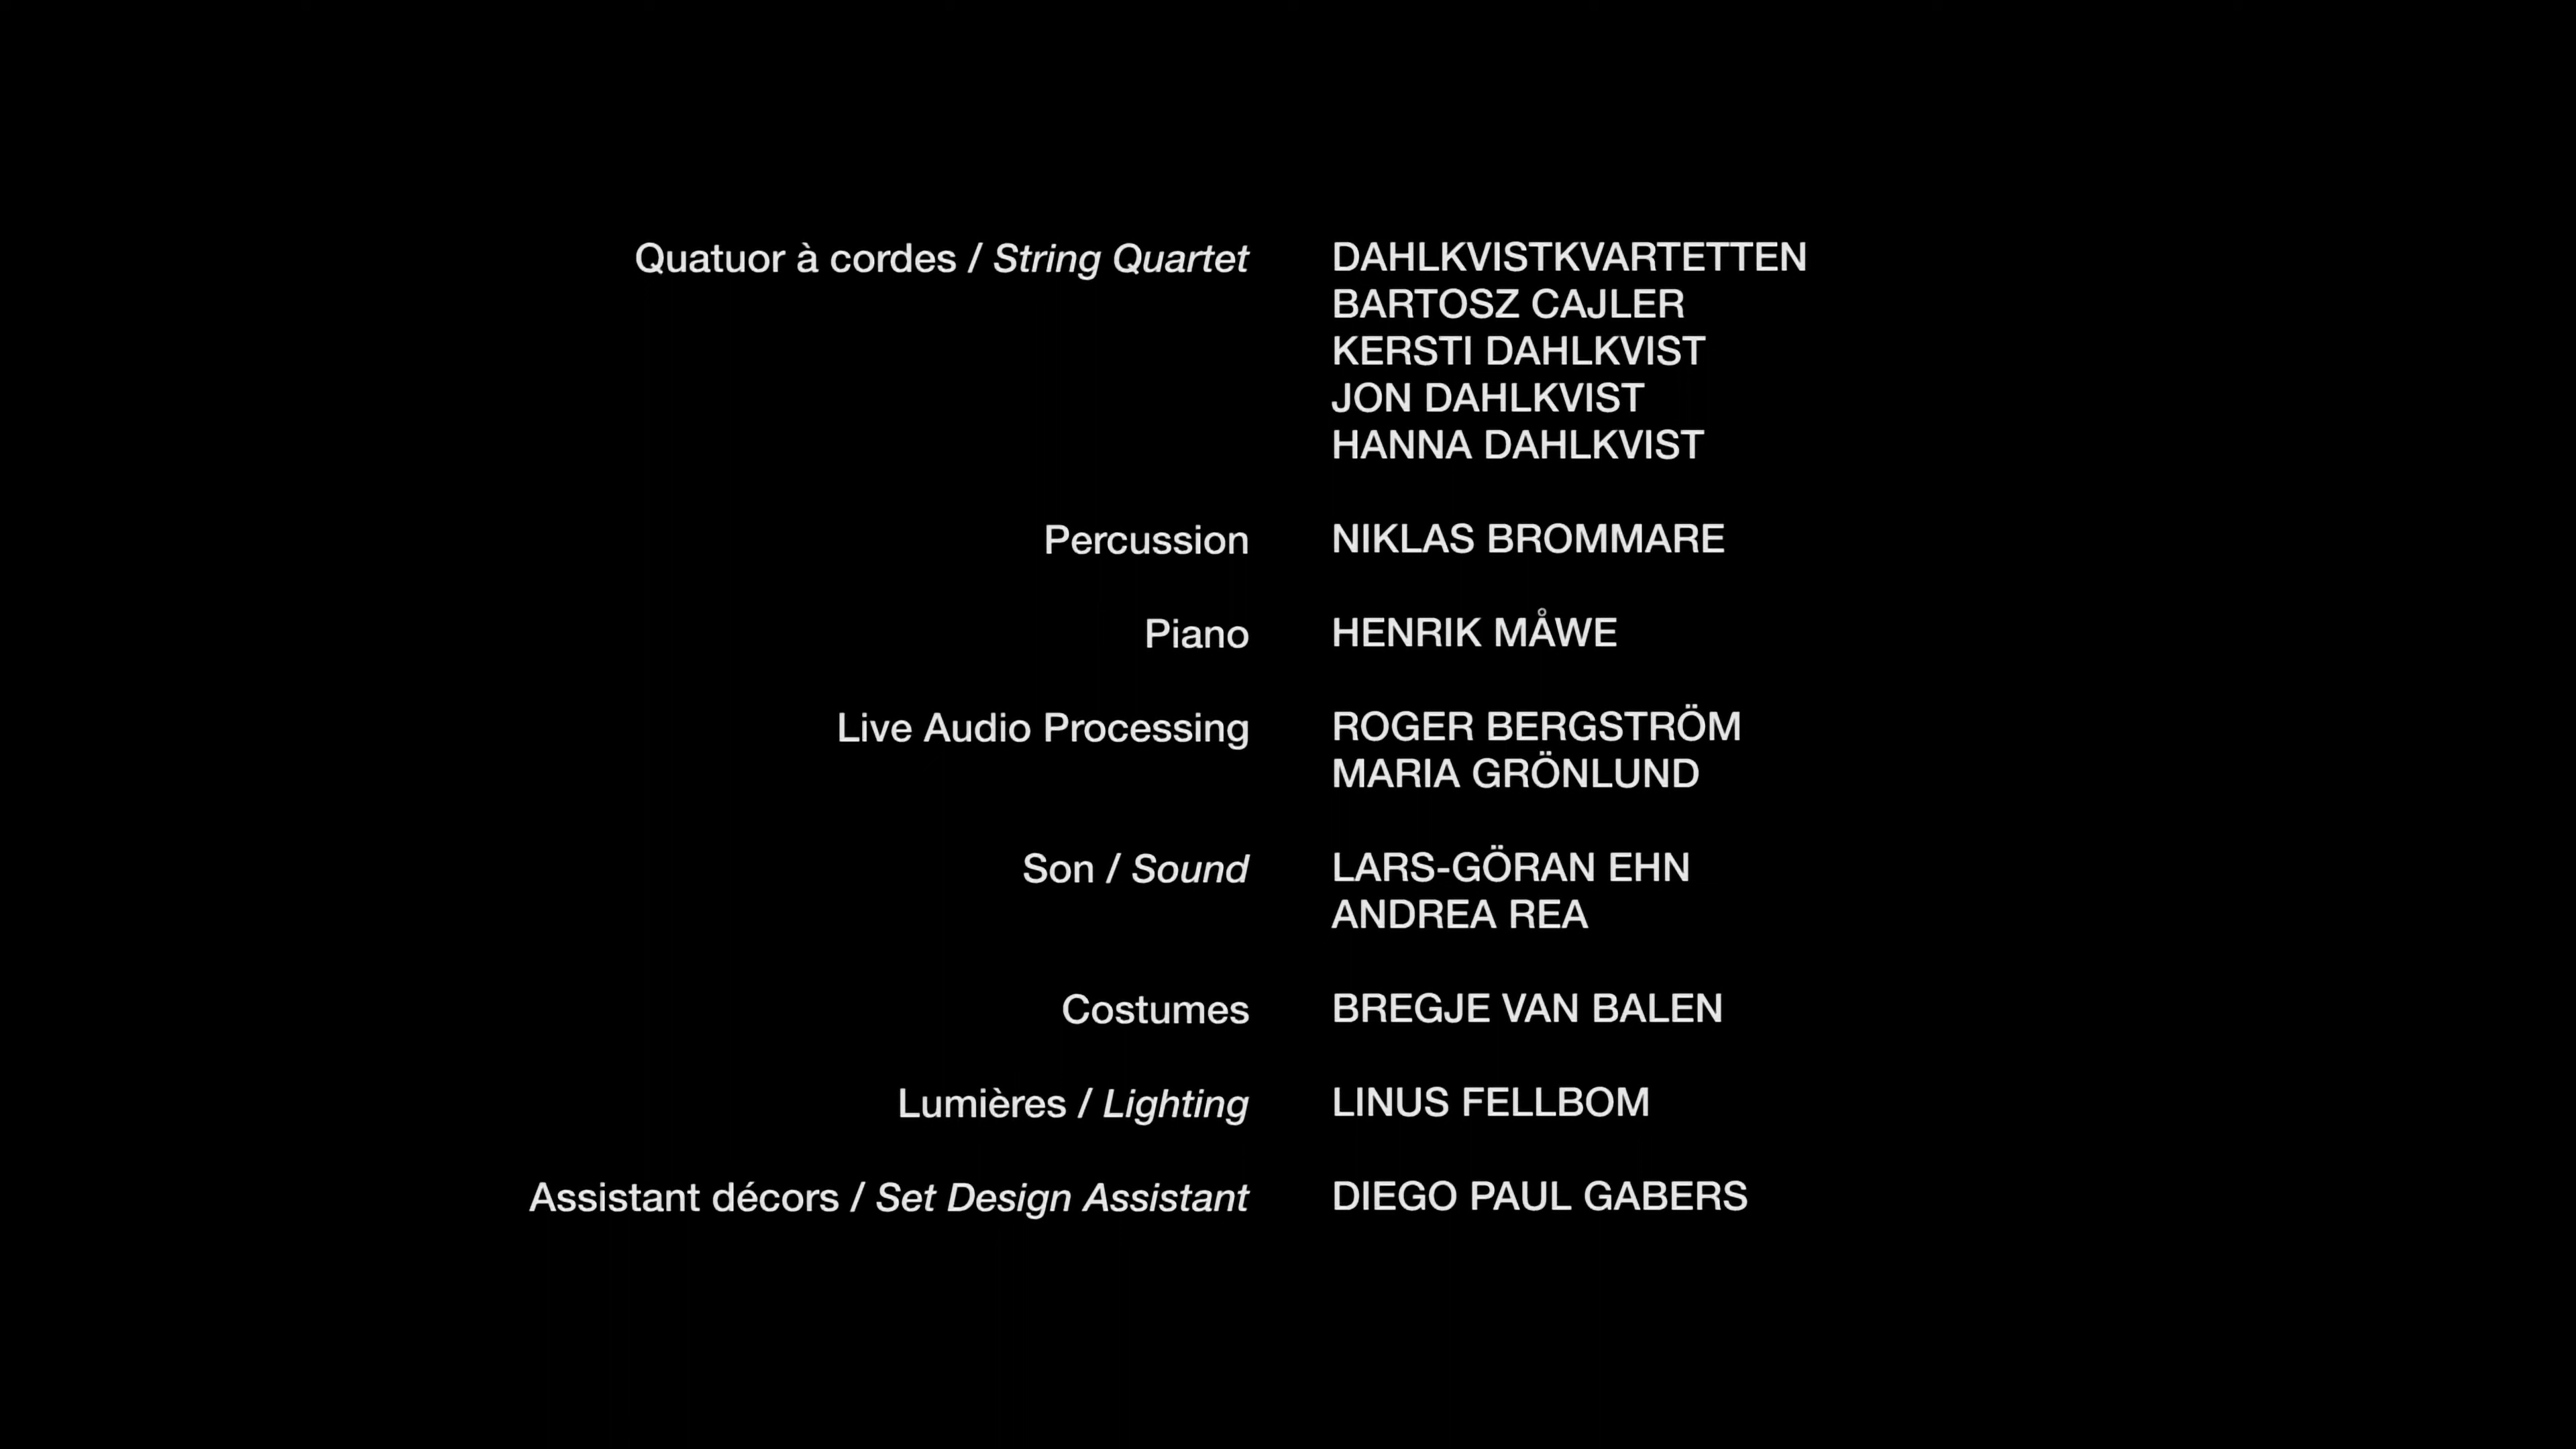 Quatuor à cordes / String Quartet DAHLKVISTKVARTETTEN
BARTOSZ CAJLER
KERSTI DAHLKVIST
JON DAHLKVIST
HANNA DAHLKVIST
Percussion NIKLAS BROMMARE
Piano HENRIK MÅWE
Live Audio Processing ROGER BERGSTRÖM
MARIA GRÖNLUND
Son / Sound LARS-GÖRAN EHN
ANDREA REA
Costumes BREGJE VAN BALEN
Lumières / Lighting LINUS FELLBOM
Assistant décors / Set Design Assistant DIEGO PAUL GABERS